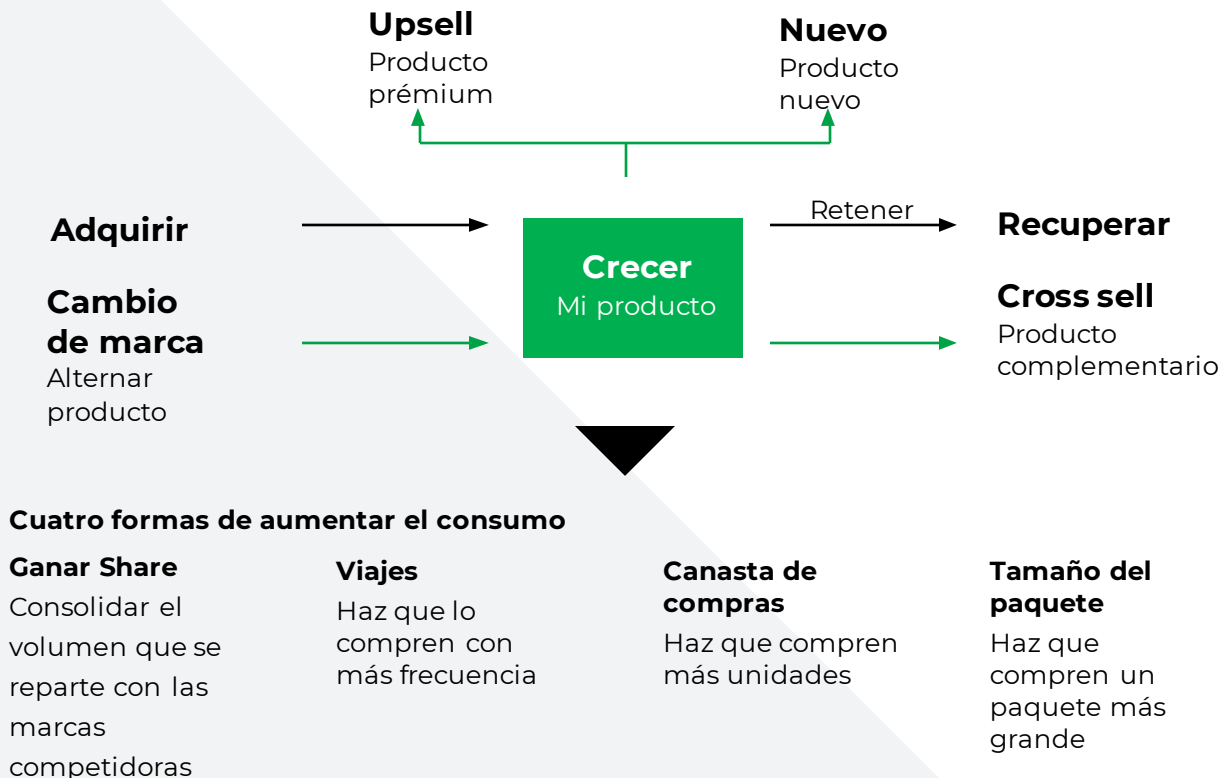 Upsell
Producto
prémium
Nuevo
Producto
nuevo
Adquirir
Retener
Recuperar
Crecer
Mi producto
Cambio
de marca
Alternar
producto
Cross sell
Producto
complementario
Cuatro formas de aumentar el consumo
Ganar Share
Consolidar el
volumen que se
reparte con las
marcas
competidoras
Viajes
Haz que lo
compren con
más frecuencia
Canasta de
compras
Haz que compren
más unidades
Tamaño del
paquete
Haz que
compren un
paquete más
grande